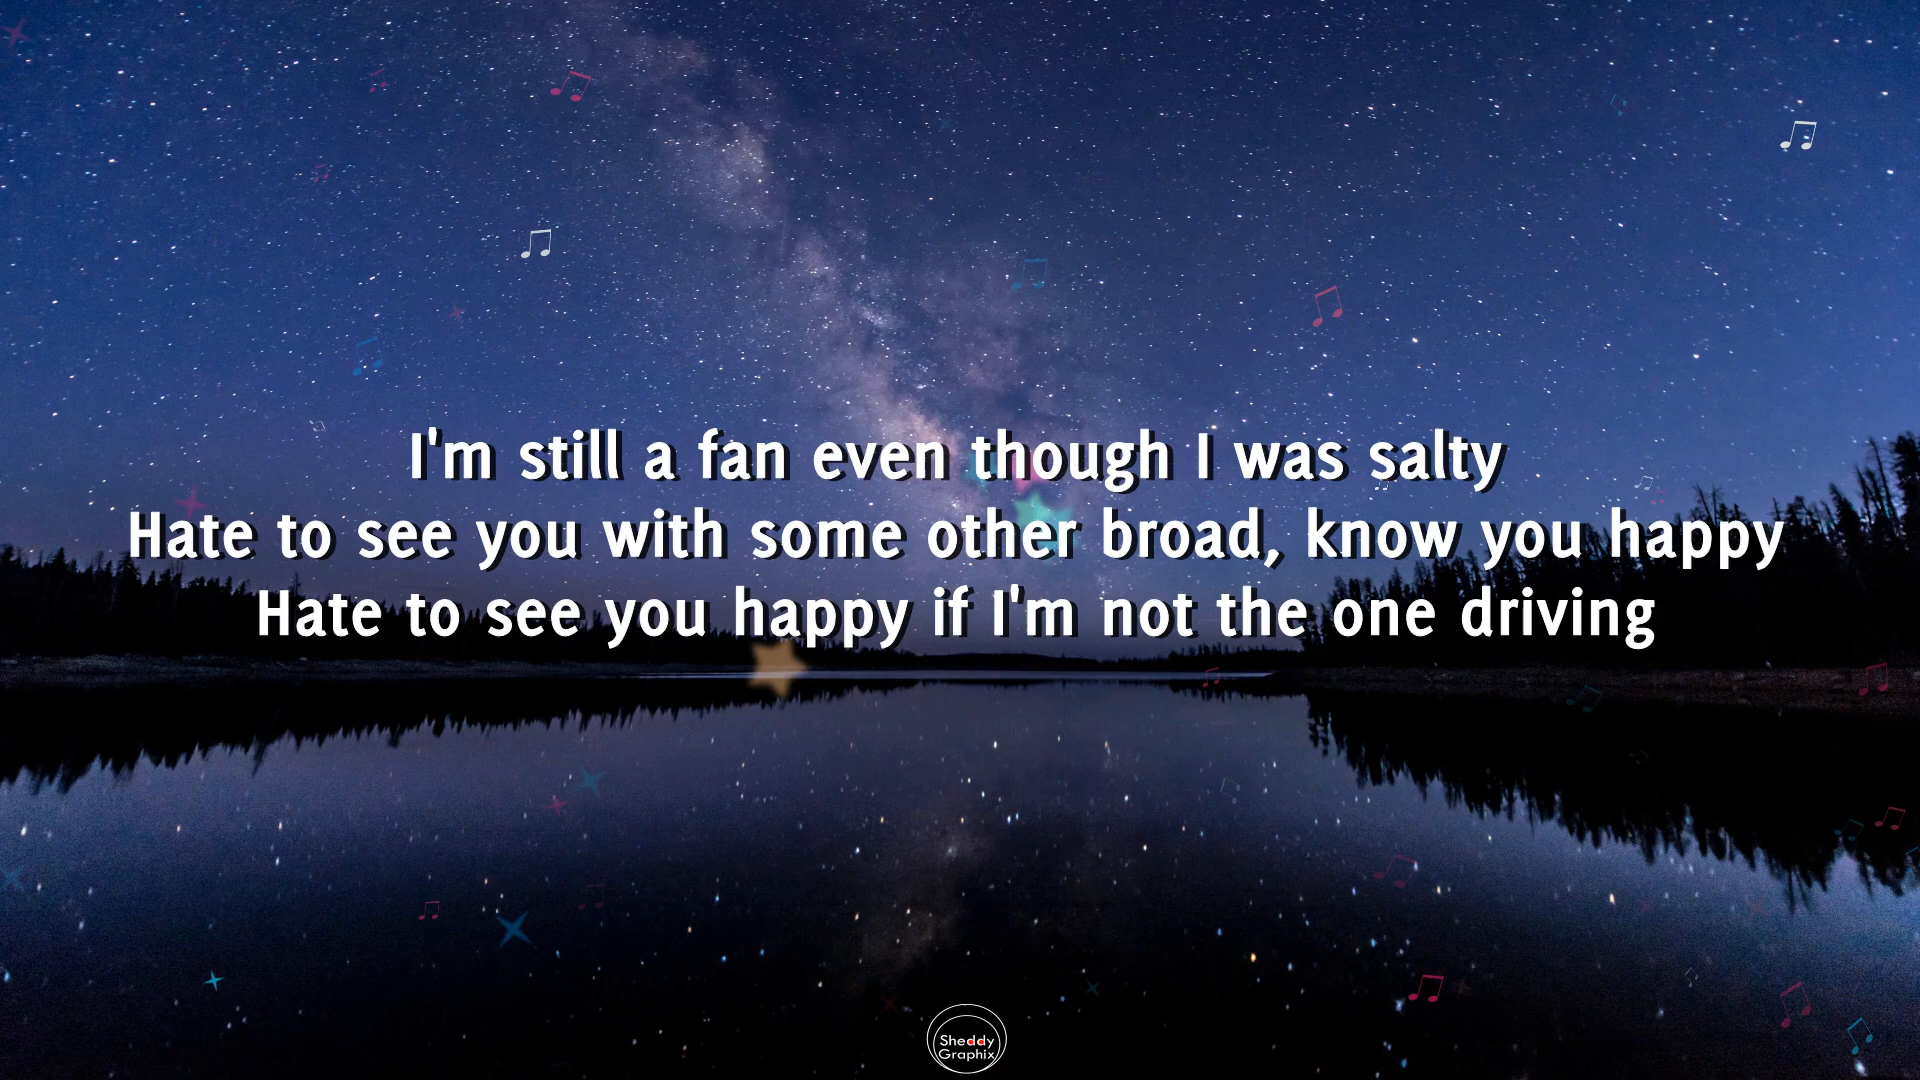 I'm still a fan even though I was salty
Hate to see you with some other broad, know you happy
Hate to see you happy if I'm not the one driving
Sheddy
Graphix